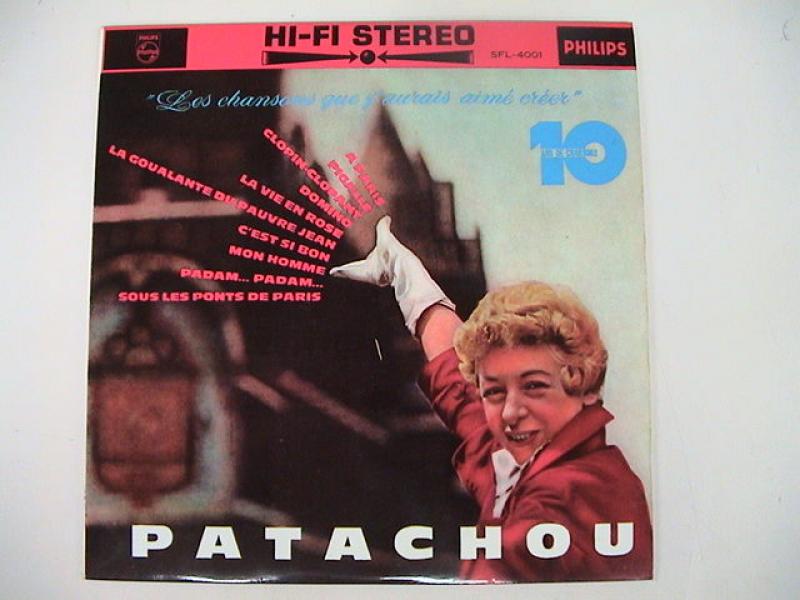 PHILIPS
HI-FI STEREO
SFL-4001
PHILIPS
"Les chansons que j'aurais aimé créer"
10
A PARIS
PIGALLE
CLOPIN-CLOPANT
DOMINO
LA VIE EN ROSE
LA GOUALANTE DU PAUVRE JEAN
C'EST SI BON
MON HOMME
PADAM... PADAM...
SOUS LES PONTS DE PARIS
PATACHOU